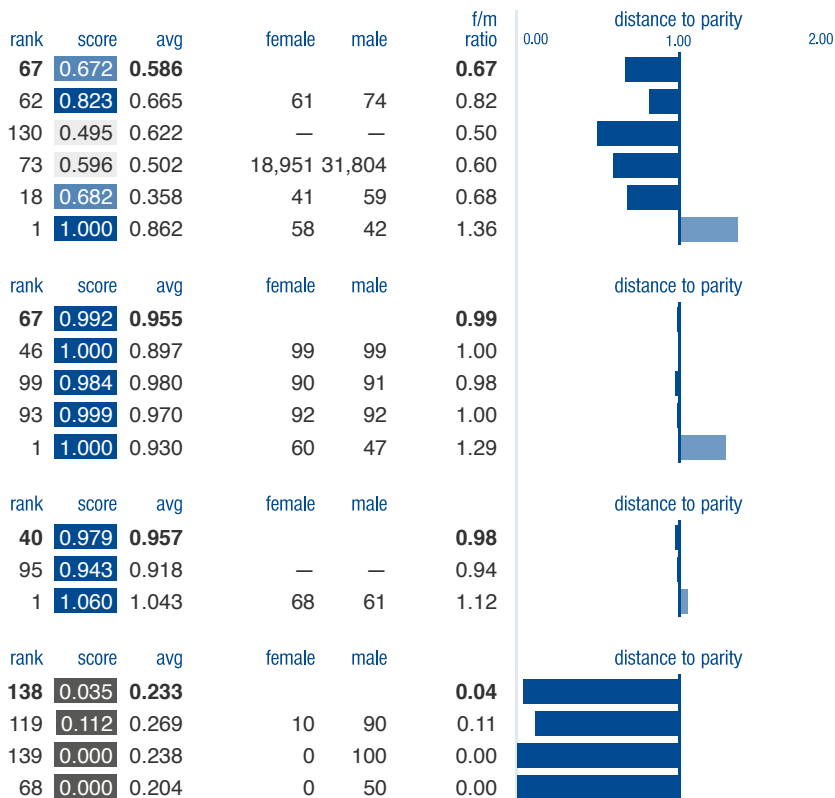 rank score avg female male f/m ratio distance to parity
0.00 1.00 2.00
67 0.672 0.586 0.67
62 0.823 0.665 61 74 0.82
130 0.495 0.622 — — 0.50
73 0.596 0.502 18,951 31,804 0.60
18 0.682 0.358 41 59 0.68
1 1.000 0.862 58 42 1.36
rank score avg female male distance to parity
67 0.992 0.955 0.99
46 1.000 0.897 99 99 1.00
99 0.984 0.980 90 91 0.98
93 0.999 0.970 92 92 1.00
1 1.000 0.930 60 47 1.29
rank score avg female male distance to parity
40 0.979 0.957 0.98
95 0.943 0.918 — — 0.94
1 1.060 1.043 68 61 1.12
rank score avg female male distance to parity
138 0.035 0.233 0.04
119 0.112 0.269 10 90 0.11
139 0.000 0.238 0 100 0.00
68 0.000 0.204 0 50 0.00